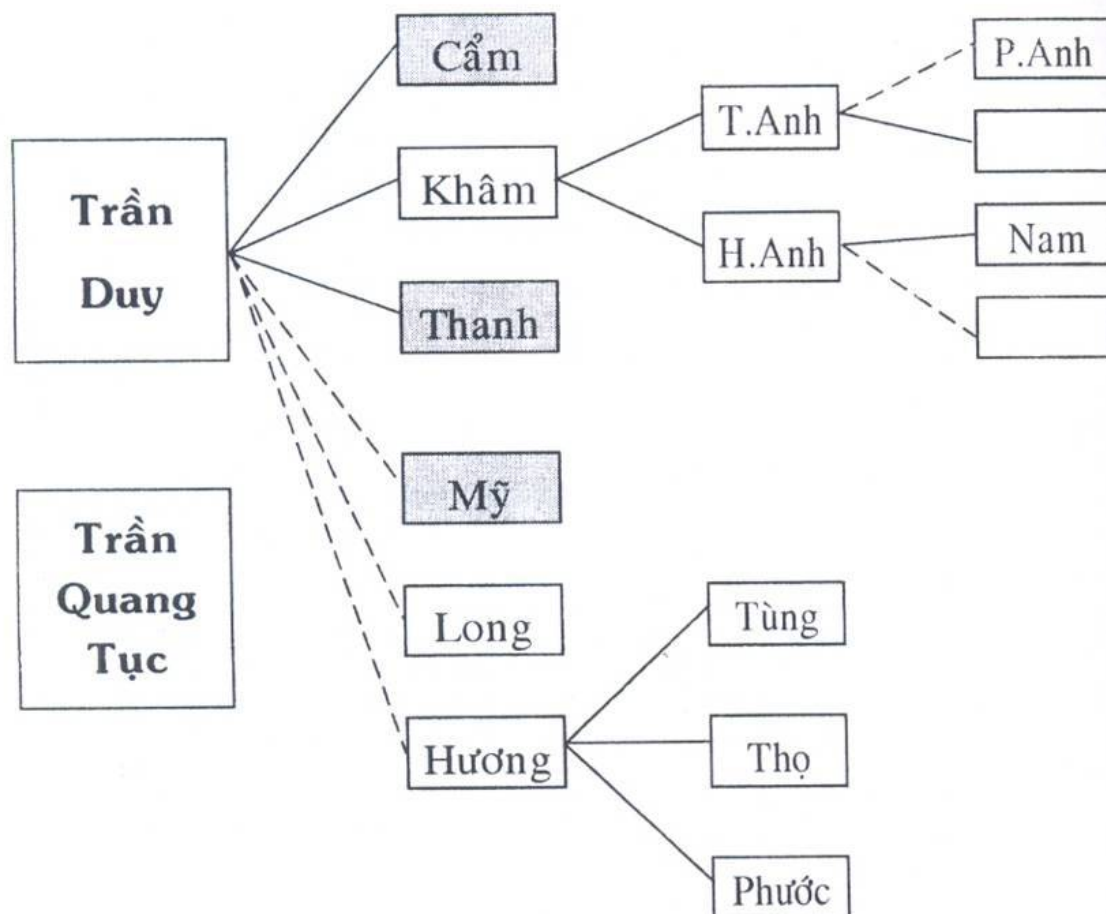 Trần
Duy
Trần
Quang
Tục
Cẩm
Khâm
Thanh
Mỹ
Long
Hương
T.Anh
H.Anh
Tùng
Thọ
Phước
P.Anh
Nam